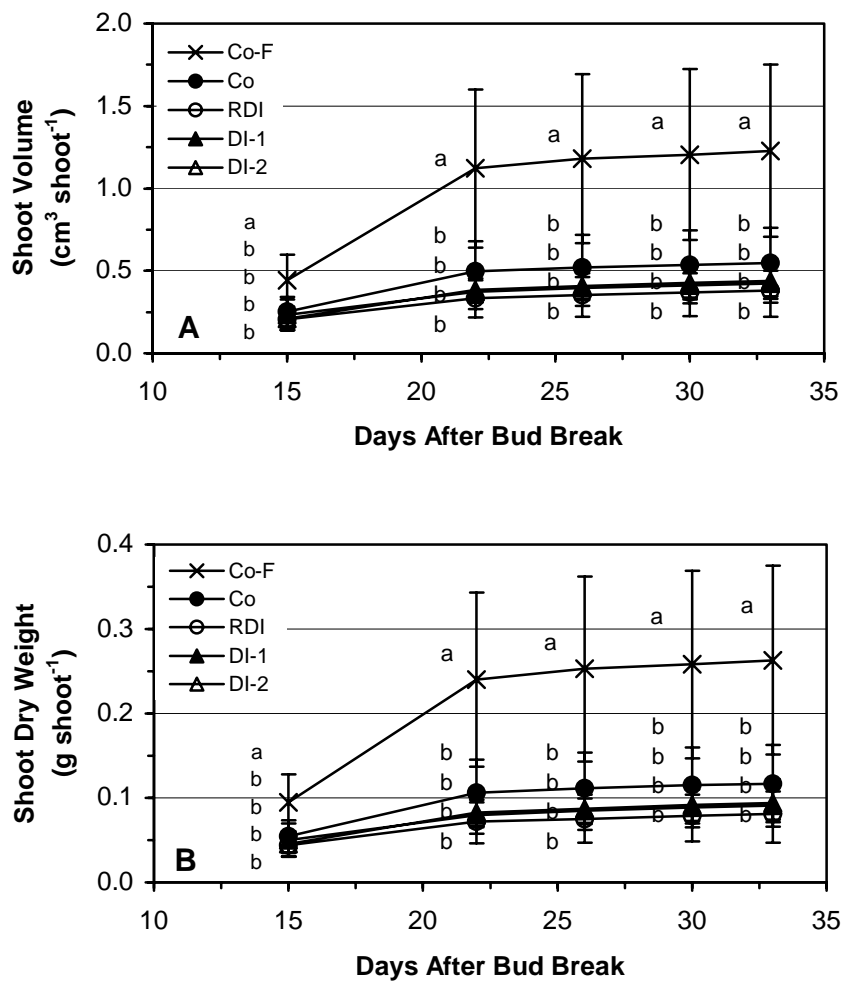 2.0
1.5
1.0
0.5
0.0
Shoot Volume
(cm³ shoot⁻¹)
Co-F
Co
RDI
DI-1
DI-2
a
b
b
b
b
a
b
b
b
b
a
b
b
b
b
a
b
b
b
b
a
b
b
b
b
A
10 15 20 25 30 35
Days After Bud Break
0.4
0.3
0.2
0.1
0.0
Shoot Dry Weight
(g shoot⁻¹)
Co-F
Co
RDI
DI-1
DI-2
a
b
b
b
b
a
b
b
b
b
a
b
b
b
b
a
b
b
b
b
a
b
b
b
b
B
10 15 20 25 30 35
Days After Bud Break